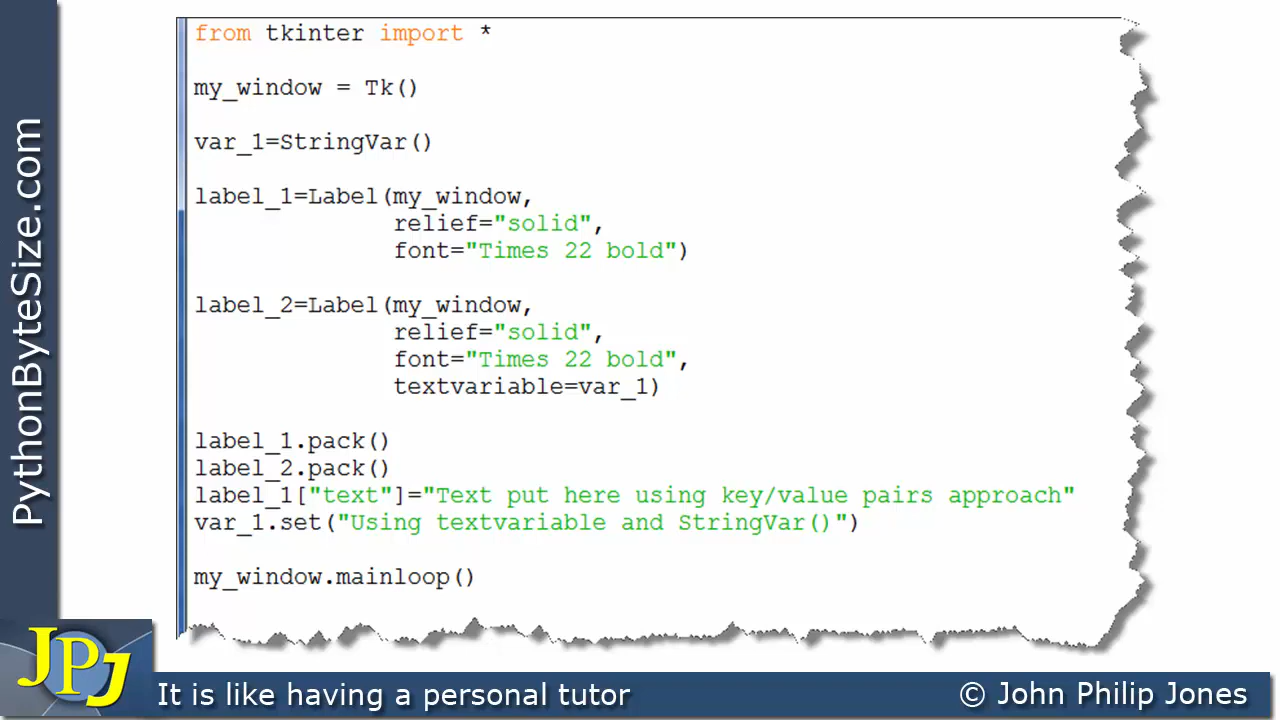 from tkinter import *
my_window = Tk()
var_1=StringVar()
label_1=Label(my_window,
relief="solid",
font="Times 22 bold")
label_2=Label(my_window,
relief="solid",
font="Times 22 bold",
textvariable=var_1)
label_1.pack()
label_2.pack()
label_1["text"]="Text put here using key/value pairs approach"
var_1.set("Using textvariable and StringVar()")
my_window.mainloop()
PythonByteSize.com
JPJ
It is like having a personal tutor
© John Philip Jones